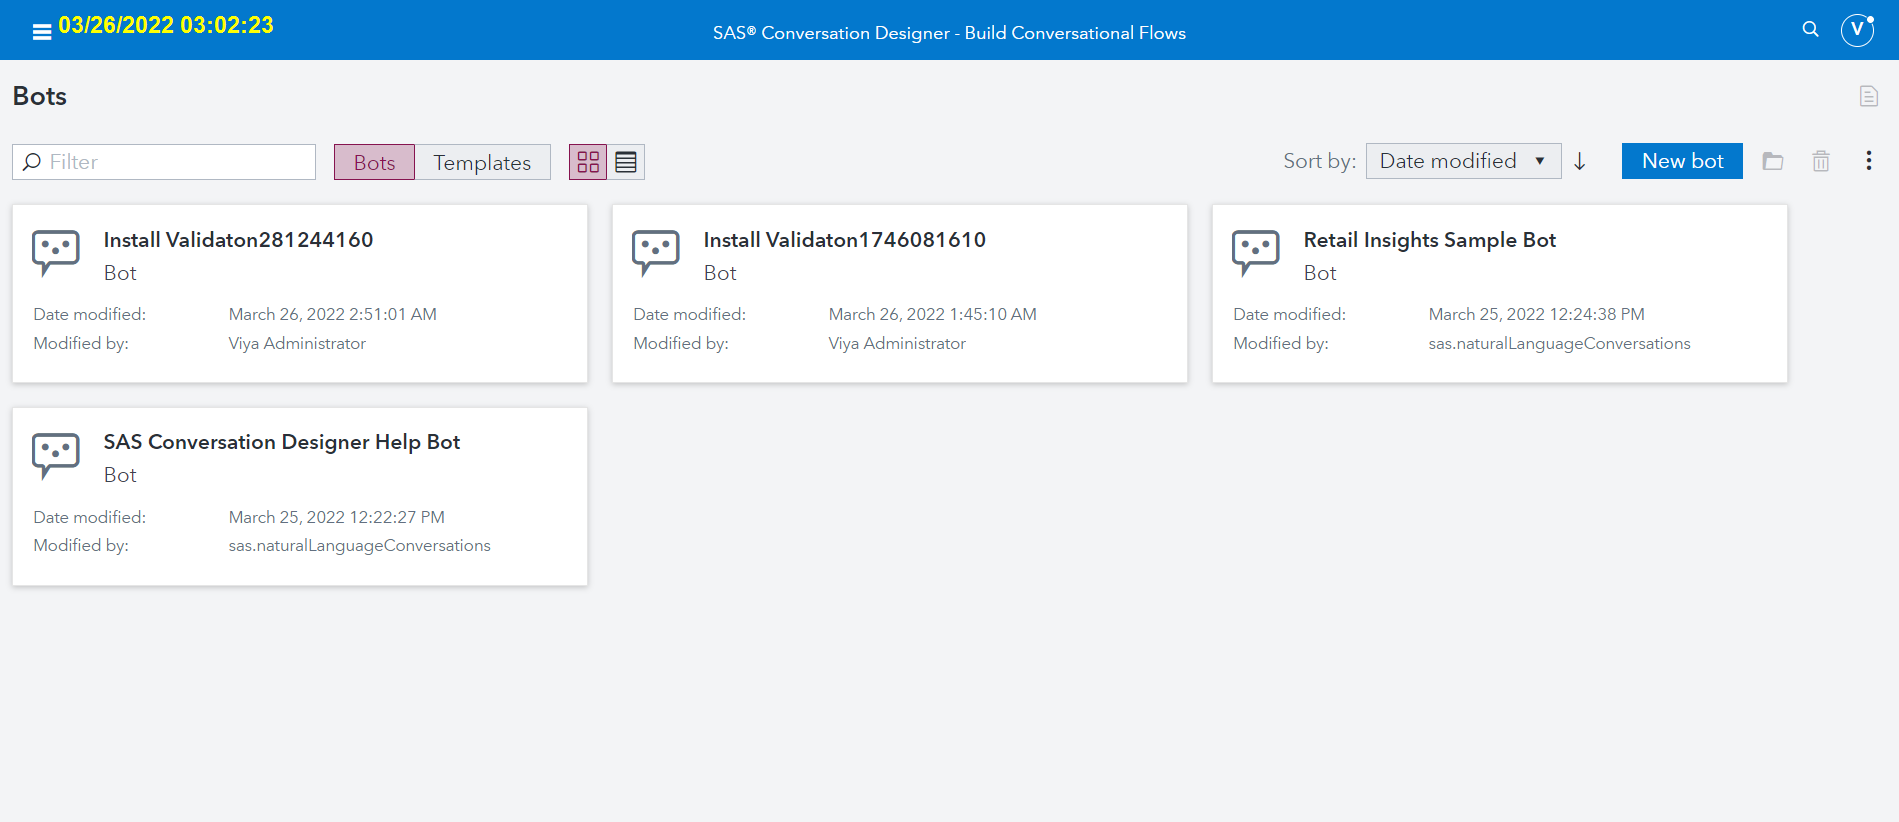 03/26/2022 03:02:23
SAS® Conversation Designer - Build Conversational Flows
V
Bots
Filter
Bots
Templates
Sort by:
Date modified
New bot
Install Validaton281244160
Bot
Date modified: March 26, 2022 2:51:01 AM
Modified by: Viya Administrator
Install Validaton1746081610
Bot
Date modified: March 26, 2022 1:45:10 AM
Modified by: Viya Administrator
Retail Insights Sample Bot
Bot
Date modified: March 25, 2022 12:24:38 PM
Modified by: sas.naturalLanguageConversations
SAS Conversation Designer Help Bot
Bot
Date modified: March 25, 2022 12:22:27 PM
Modified by: sas.naturalLanguageConversations